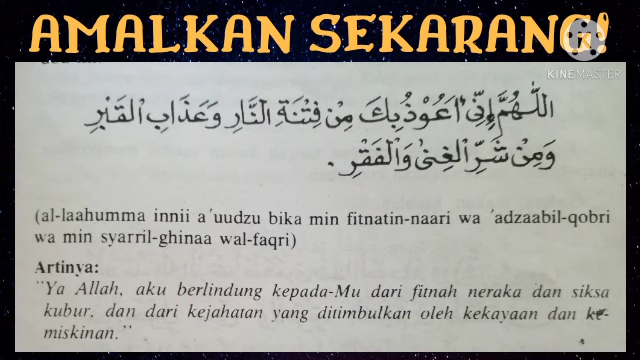 AMALKAN SEKARANG!
KINEMASTER
اَللّٰهُمَّ اِنِّيْ اَعُوْذُ بِكَ مِنْ فِتْنَةِ النَّارِ وَعَذَابِ الْقَبْرِ
وَمِنْ شَرِّ الْغِنٰى وَالْفَقْرِ .
(al-laahumma innii a'uudzu bika min fitnatin-naari wa 'adzaabil-qobri
wa min syarril-ghinaa wal-faqri)
Artinya:
"Ya Allah, aku berlindung kepada-Mu dari fitnah neraka dan siksa
kubur, dan dari kejahatan yang ditimbulkan oleh kekayaan dan ke-
miskinan."